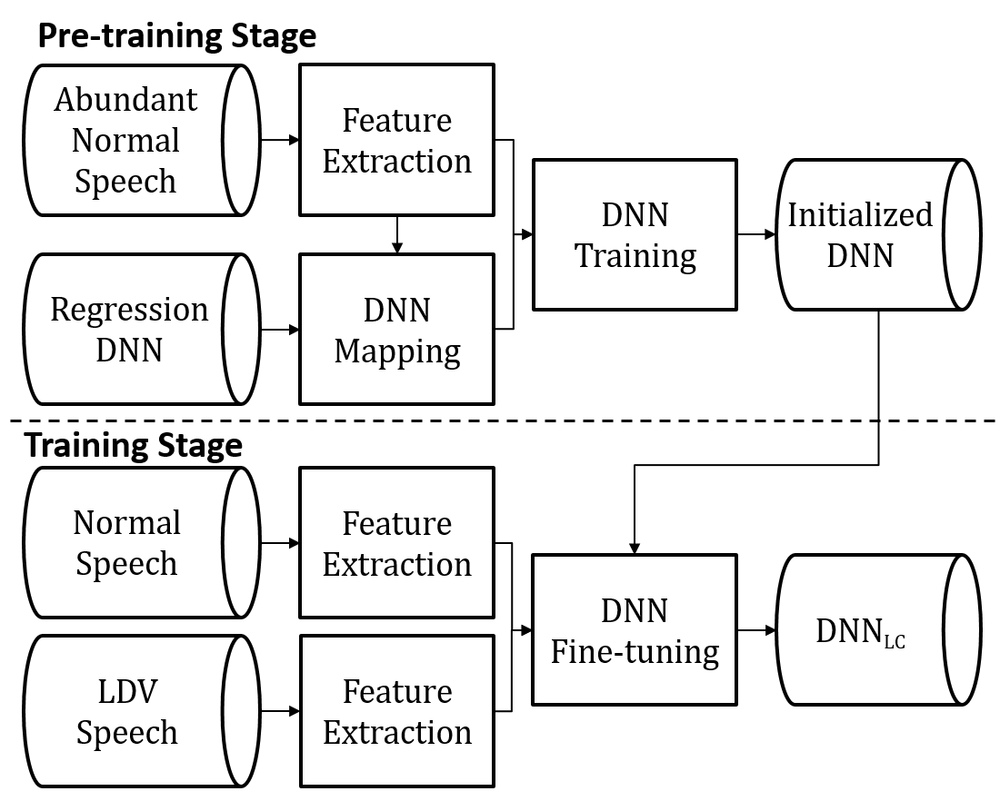 Pre-training Stage
Abundant
Normal
Speech
Feature
Extraction
DNN
Training
Initialized
DNN
Regression
DNN
DNN
Mapping
Training Stage
Normal
Speech
Feature
Extraction
DNN
Fine-tuning
DNN_LC
LDV
Speech
Feature
Extraction